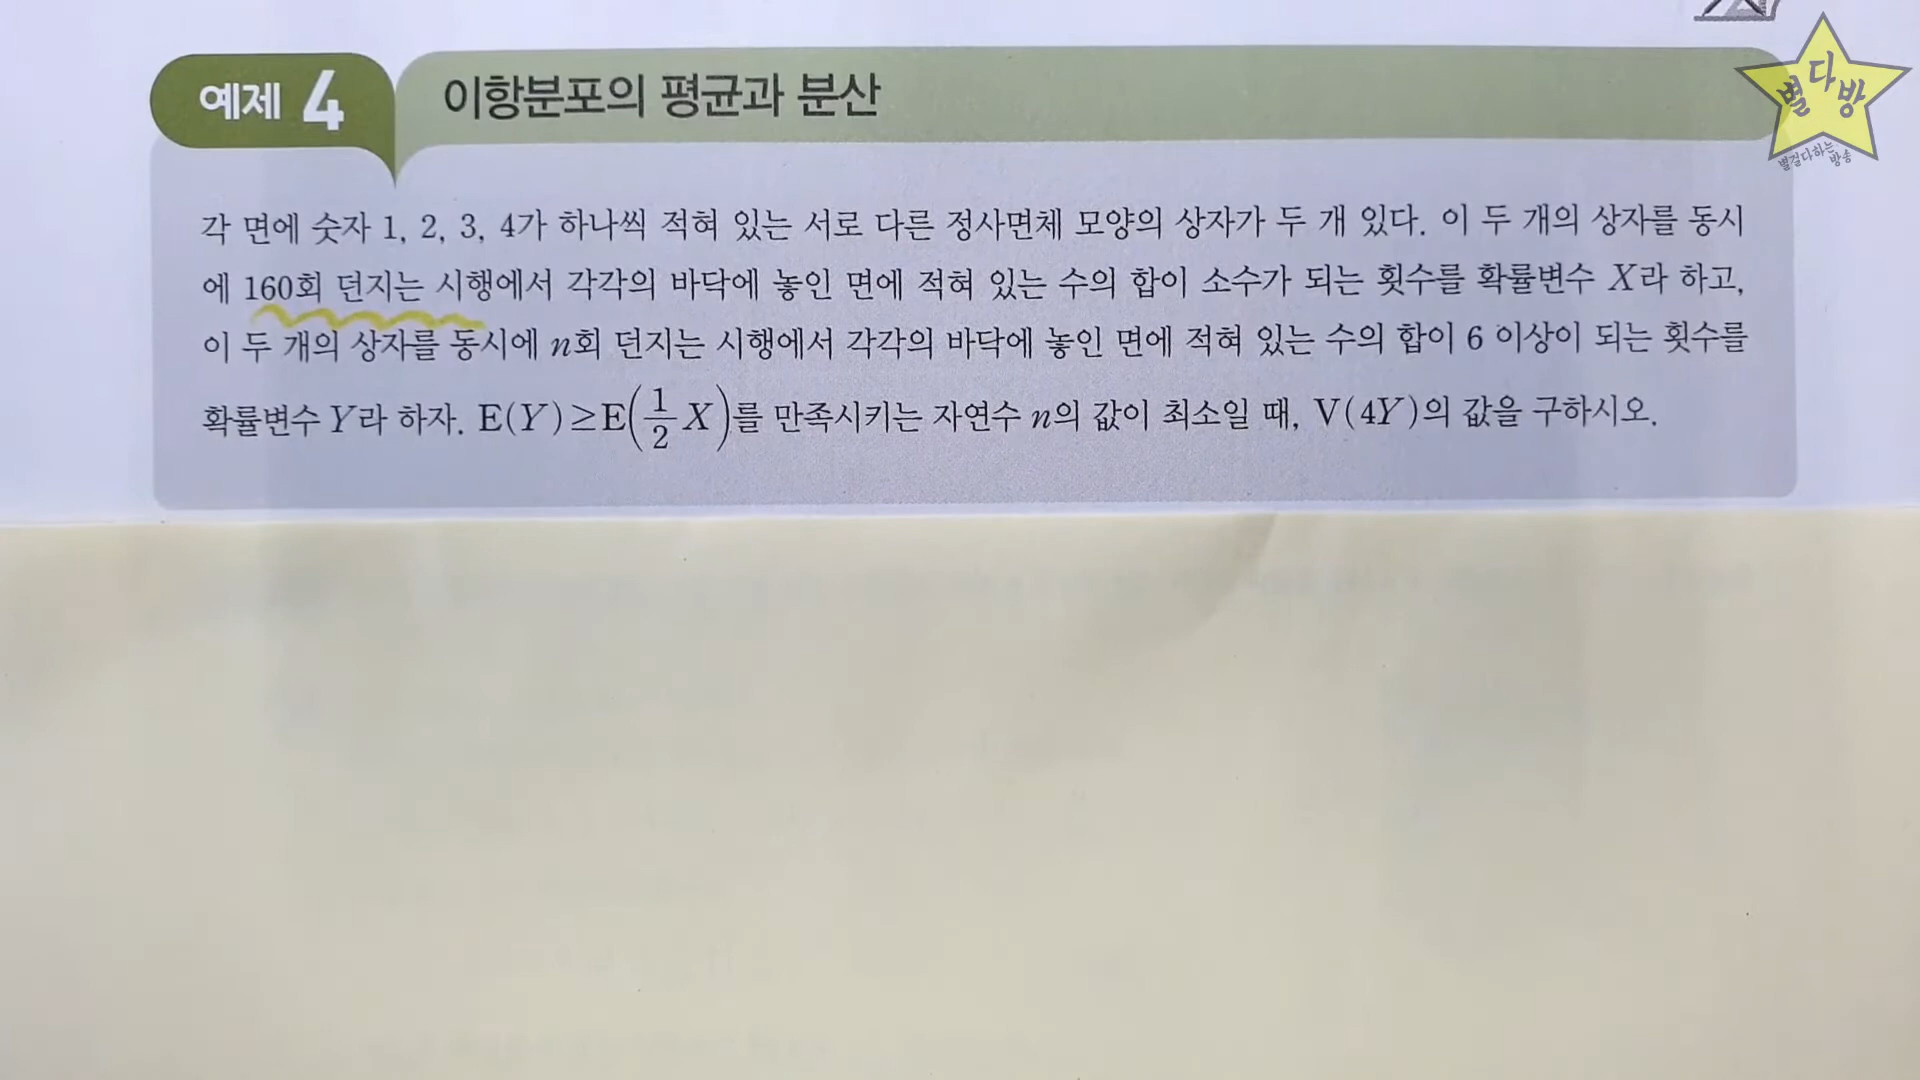 예제 4 이항분포의 평균과 분산
별다방
별걸다하는 방송
각 면에 숫자 1, 2, 3, 4가 하나씩 적혀 있는 서로 다른 정사면체 모양의 상자가 두 개 있다. 이 두 개의 상자를 동시
에 160회 던지는 시행에서 각각의 바닥에 놓인 면에 적혀 있는 수의 합이 소수가 되는 횟수를 확률변수 X라 하고,
이 두 개의 상자를 동시에 n회 던지는 시행에서 각각의 바닥에 놓인 면에 적혀 있는 수의 합이 6 이상이 되는 횟수를
확률변수 Y라 하자. E(Y)≥E(1/2 X)를 만족시키는 자연수 n의 값이 최소일 때, V(4Y)의 값을 구하시오.